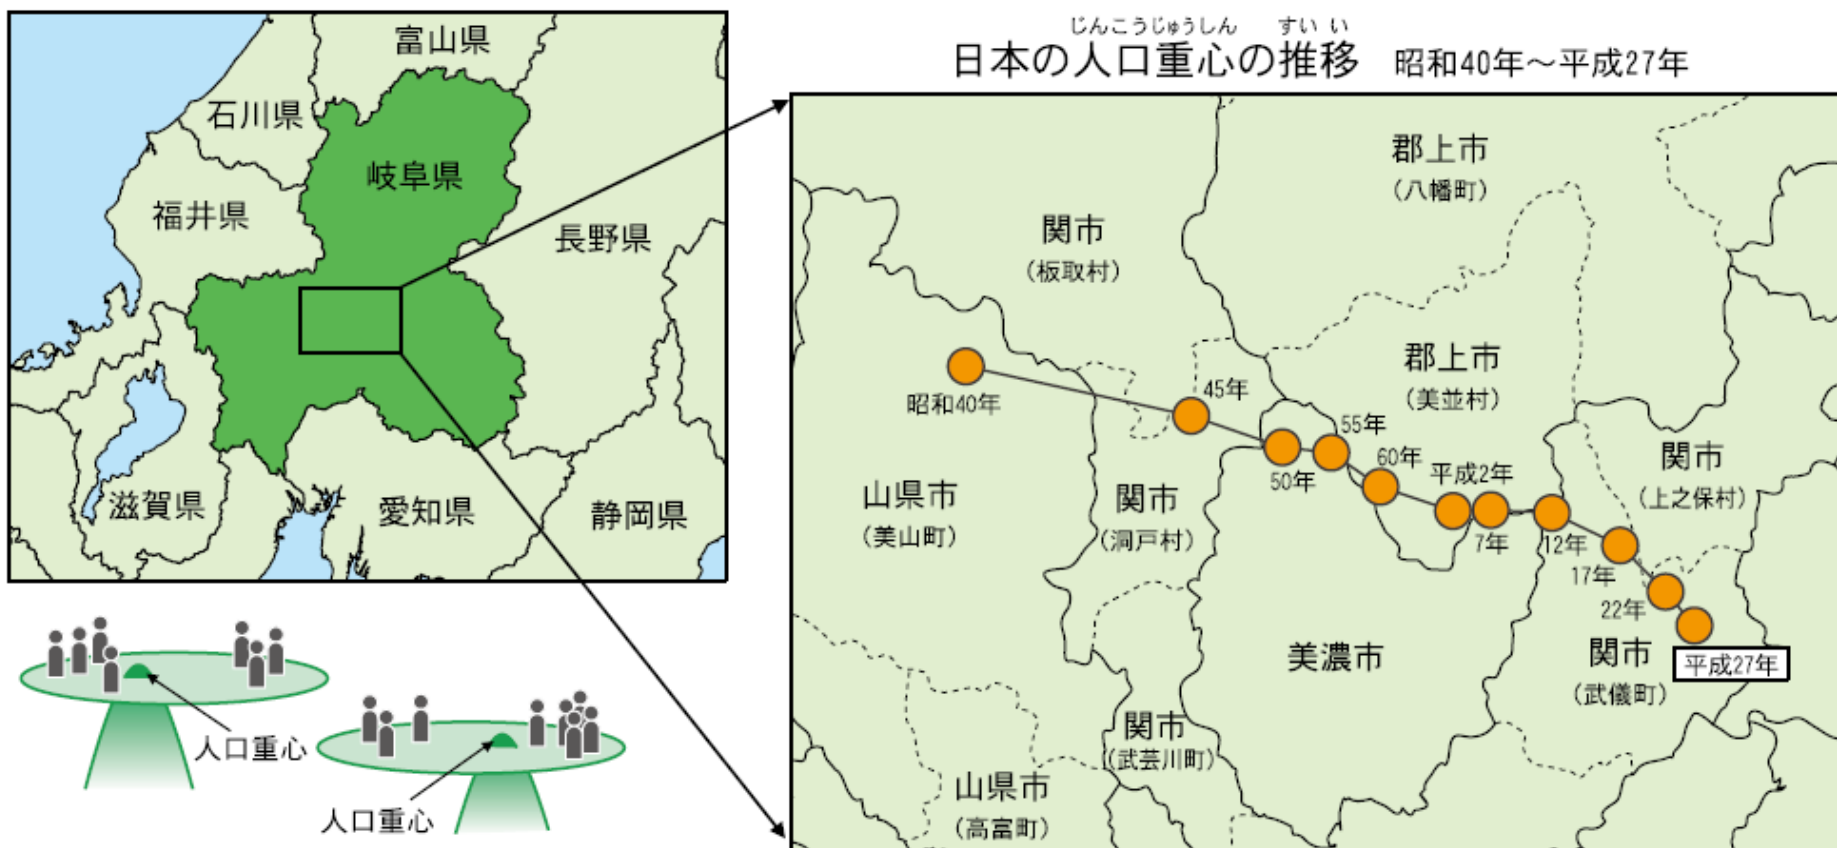 じんこうじゅうしん すいい
日本の人口重心の推移 昭和40年～平成27年
富山県
石川県
岐阜県
福井県
長野県
滋賀県
愛知県
静岡県
人口重心
人口重心
郡上市
(八幡町)
関市
(板取村)
郡上市
(美並村)
昭和40年
45年
50年
55年
60年
平成2年
7年
12年
17年
22年
平成27年
関市
(上之保村)
山県市
(美山町)
関市
(洞戸村)
美濃市
関市
(武儀町)
関市
(武芸川町)
山県市
(高富町)